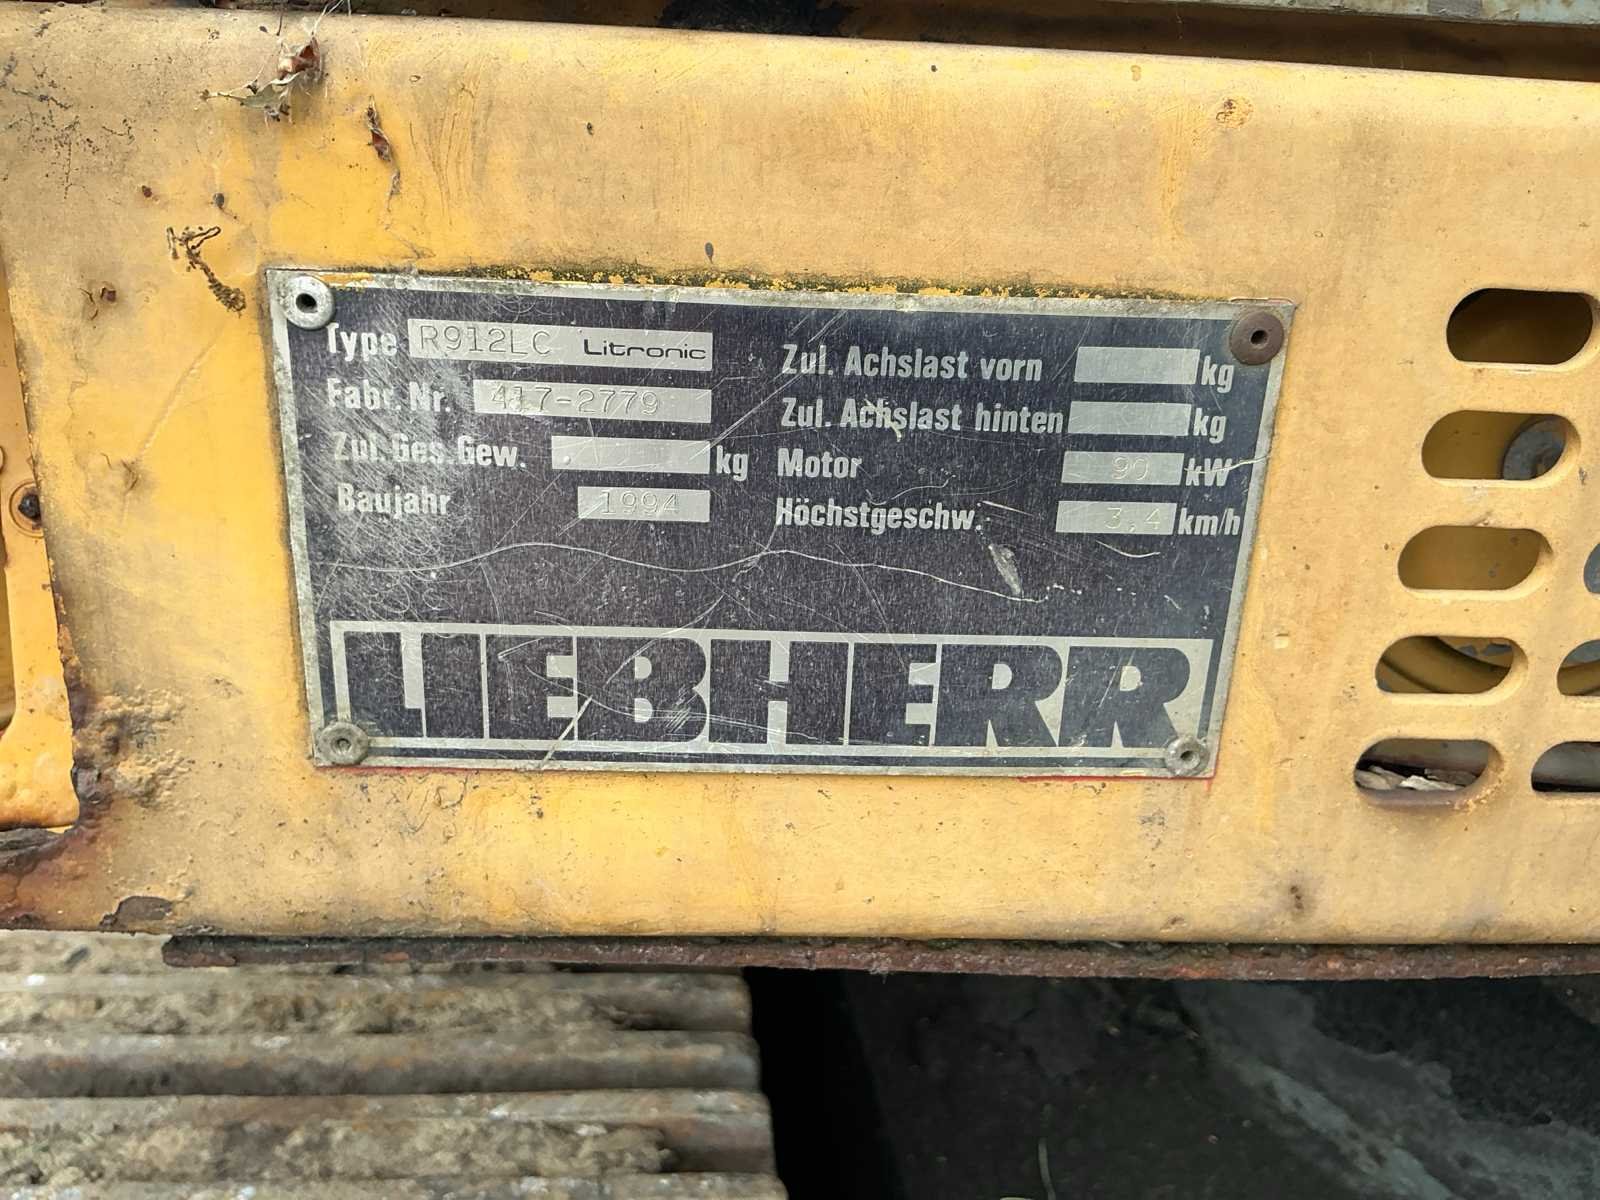 Type R912LC Litronic
Fabr. Nr. 417-2779
Zul. Ges. Gew. kg
Baujahr 1994
Zul. Achslast vorn kg
Zul. Achslast hinten kg
Motor 90 kW
Höchstgeschw. 3,4 km/h
LIEBHERR